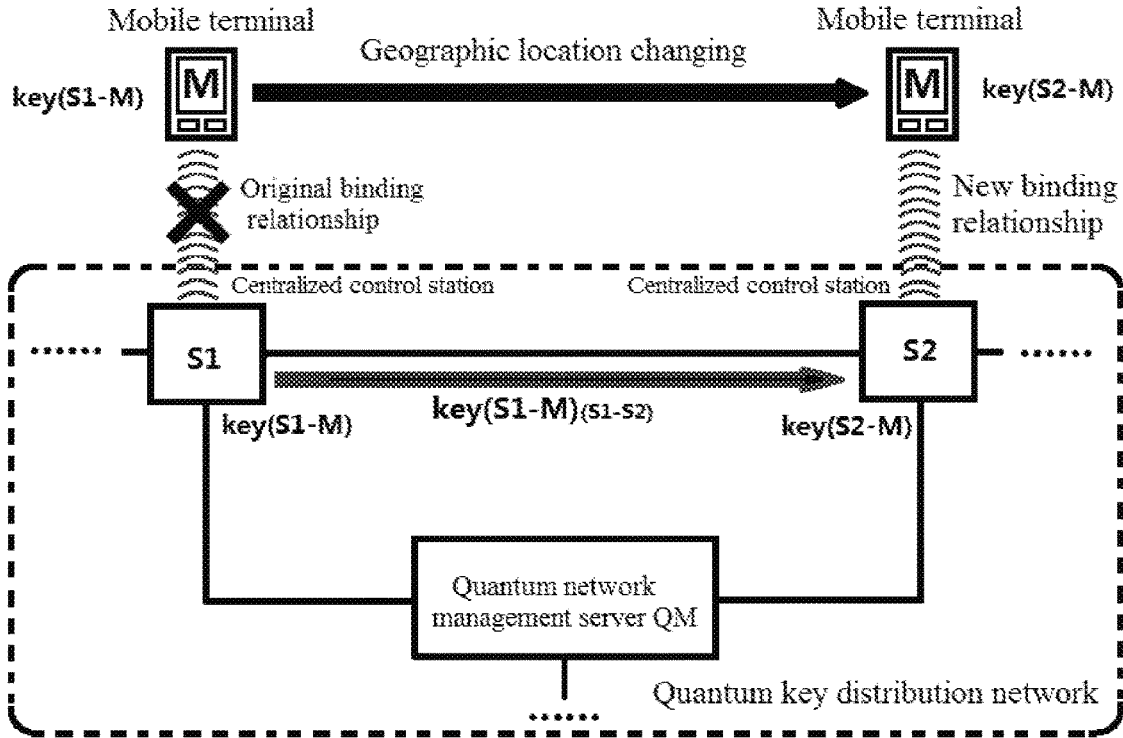 Mobile terminal
Mobile terminal
Geographic location changing
M
M
key(S1-M)
key(S2-M)
Original binding
relationship
New binding
relationship
Centralized control station
Centralized control station
......
S1
S2
......
key(S1-M)
key(S1-M)(S1-S2)
key(S2-M)
Quantum network
management server QM
Quantum key distribution network
......